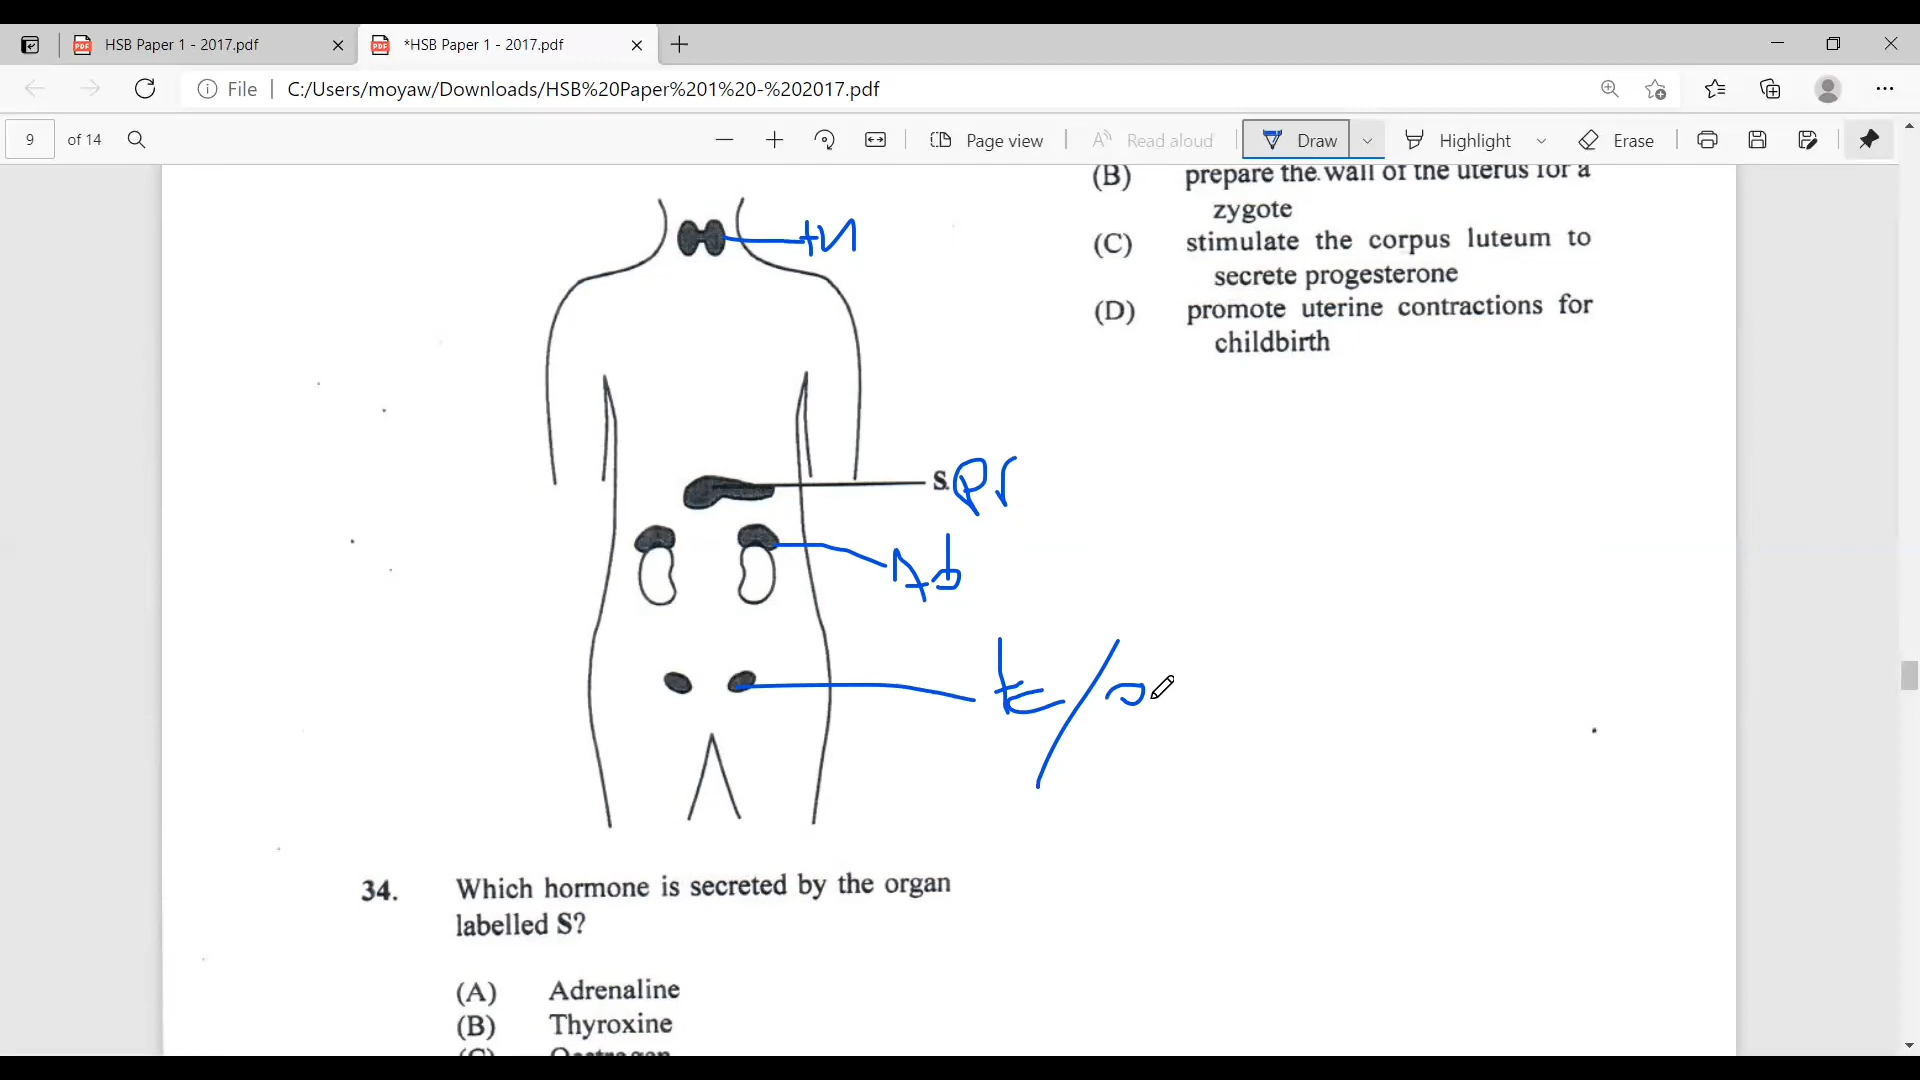 HSB Paper 1 - 2017.pdf
*HSB Paper 1 - 2017.pdf
File
C:/Users/moyaw/Downloads/HSB%20Paper%201%20-%202017.pdf
9 of 14
Page view
Read aloud
Draw
Highlight
Erase
(B) prepare the wall of the uterus for a
zygote
(C) stimulate the corpus luteum to
secrete progesterone
(D) promote uterine contractions for
childbirth
S.
Ad
te/o
34. Which hormone is secreted by the organ
labelled S?
(A) Adrenaline
(B) Thyroxine
(C) Oestrogen